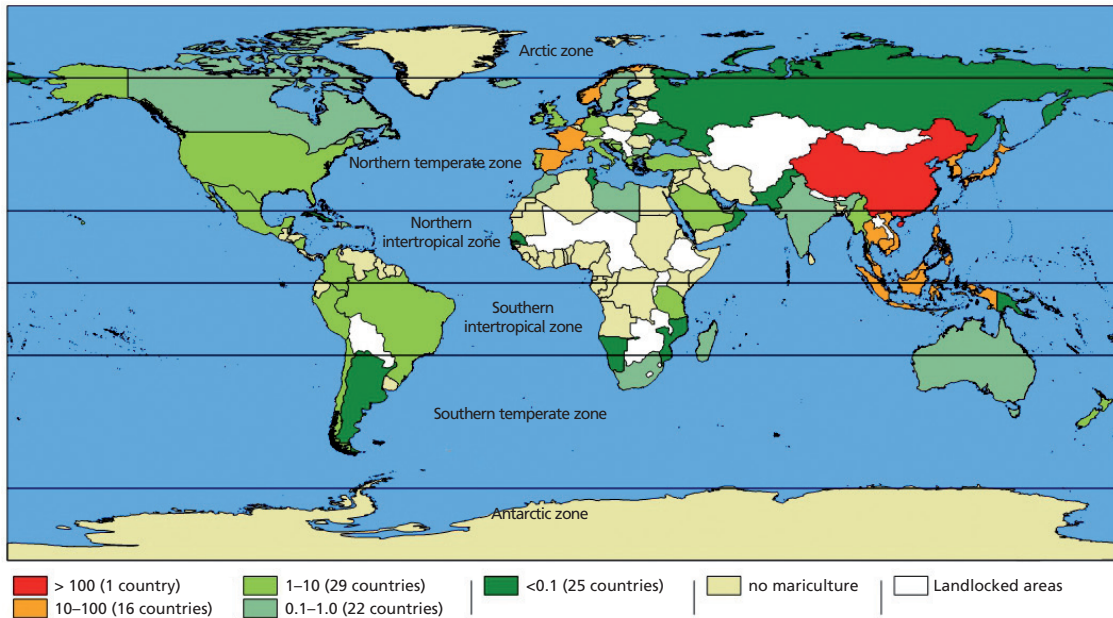 Arctic zone
Northern temperate zone
Northern
intertropical zone
Southern
intertropical zone
Southern temperate zone
Antarctic zone
> 100 (1 country)
10–100 (16 countries)
1–10 (29 countries)
0.1–1.0 (22 countries)
<0.1 (25 countries)
no mariculture
Landlocked areas